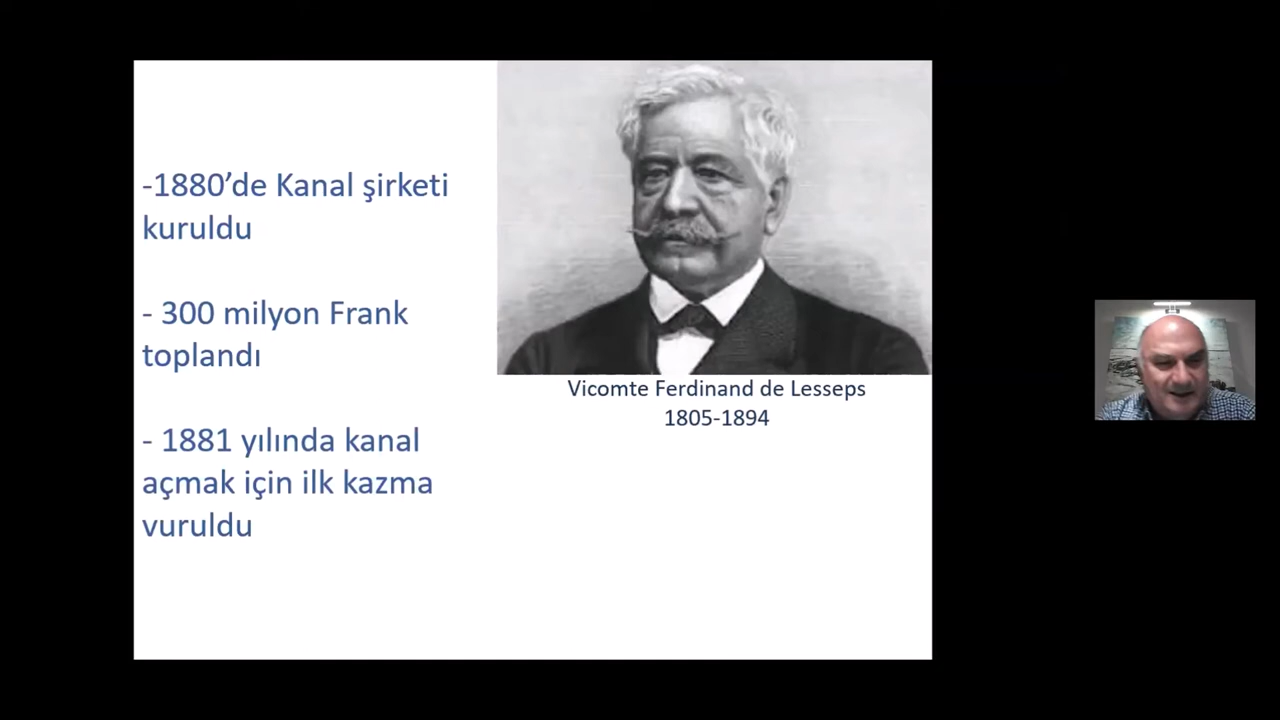 -1880’de Kanal şirketi
kuruldu
- 300 milyon Frank
toplandı
- 1881 yılında kanal
açmak için ilk kazma
vuruldu
Vicomte Ferdinand de Lesseps
1805-1894